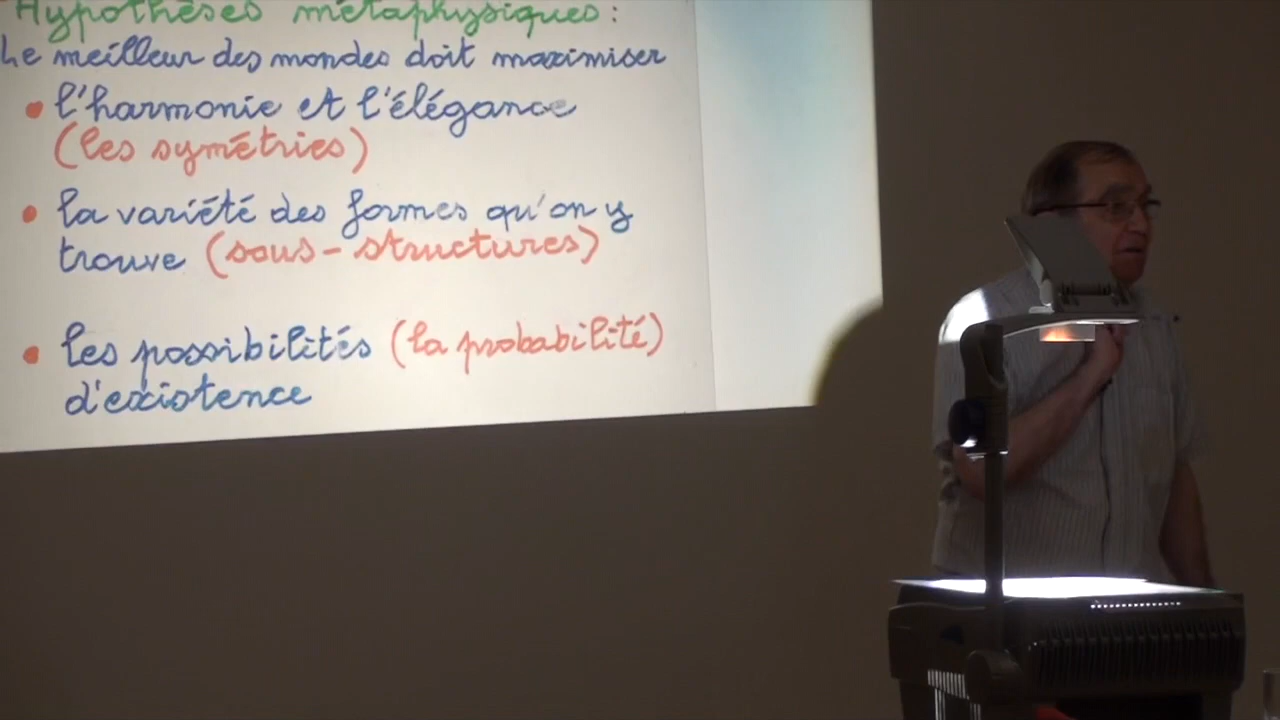 Hypothèses métaphysiques :
Le meilleur des mondes doit maximiser
• l'harmonie et l'élégance
(les symétries)
• la variété des formes qu'on y
trouve (sous-structures)
• les possibilités (la probabilité)
d'existence